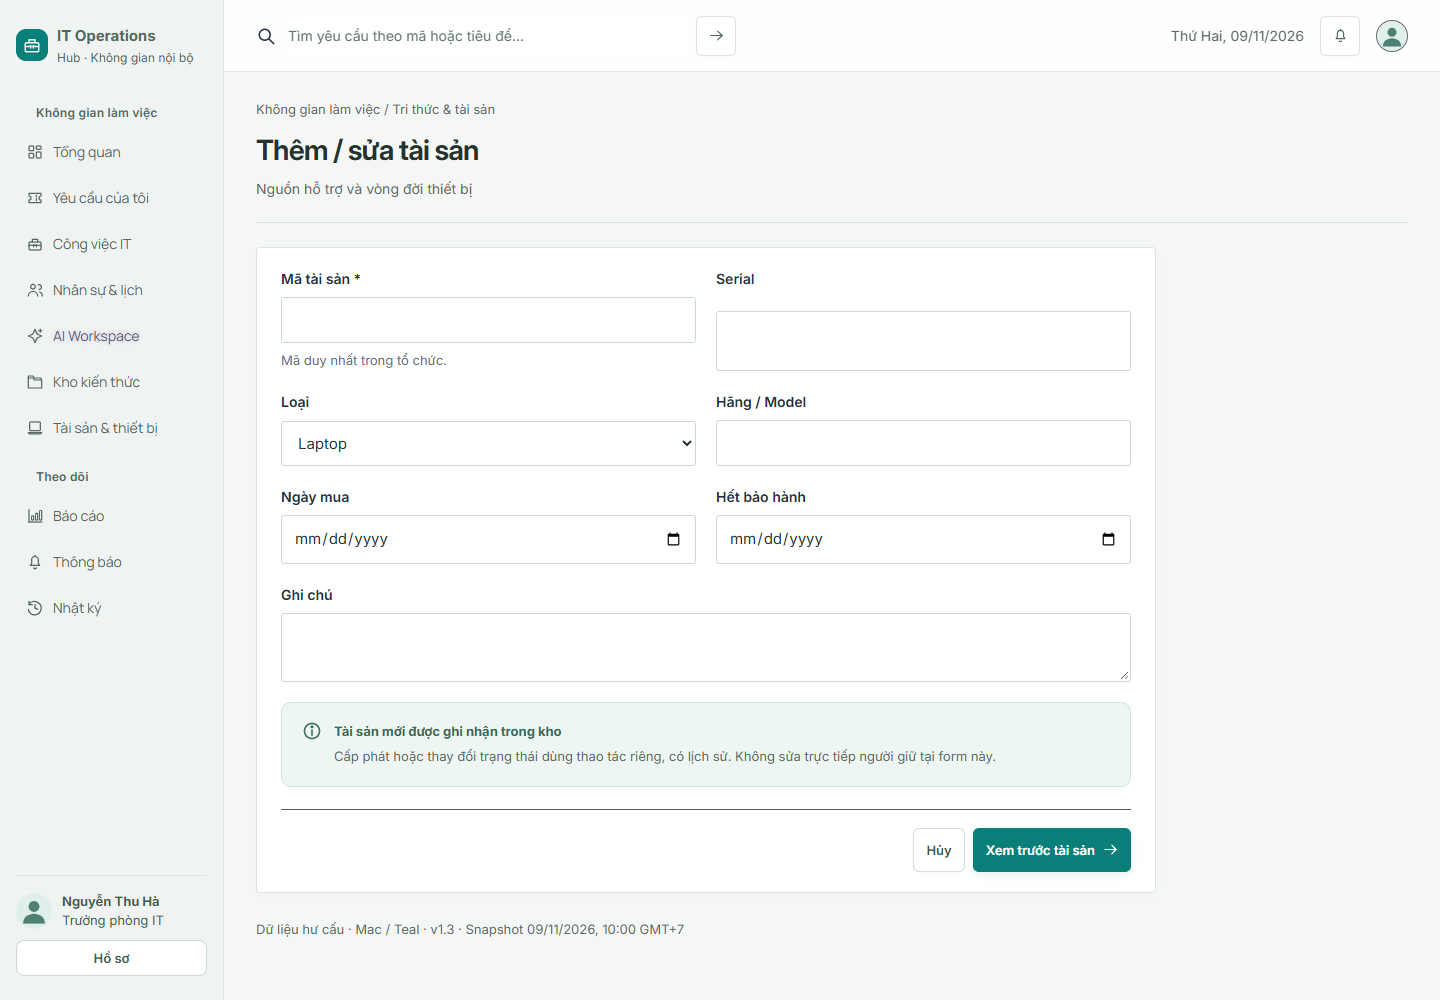 IT Operations
Hub · Không gian nội bộ
Không gian làm việc
Tổng quan
Yêu cầu của tôi
Công việc IT
Nhân sự & lịch
AI Workspace
Kho kiến thức
Tài sản & thiết bị
Theo dõi
Báo cáo
Thông báo
Nhật ký
Nguyễn Thu Hà
Trưởng phòng IT
Hồ sơ
Tìm yêu cầu theo mã hoặc tiêu đề...
Thứ Hai, 09/11/2026
Không gian làm việc / Tri thức & tài sản
Thêm / sửa tài sản
Nguồn hỗ trợ và vòng đời thiết bị
Mã tài sản *
Serial
Mã duy nhất trong tổ chức.
Loại
Hãng / Model
Laptop
Ngày mua
Hết bảo hành
mm/dd/yyyy
mm/dd/yyyy
Ghi chú
Tài sản mới được ghi nhận trong kho
Cấp phát hoặc thay đổi trạng thái dùng thao tác riêng, có lịch sử. Không sửa trực tiếp người giữ tại form này.
Hủy
Xem trước tài sản
Dữ liệu hư cấu · Mac / Teal · v1.3 · Snapshot 09/11/2026, 10:00 GMT+7